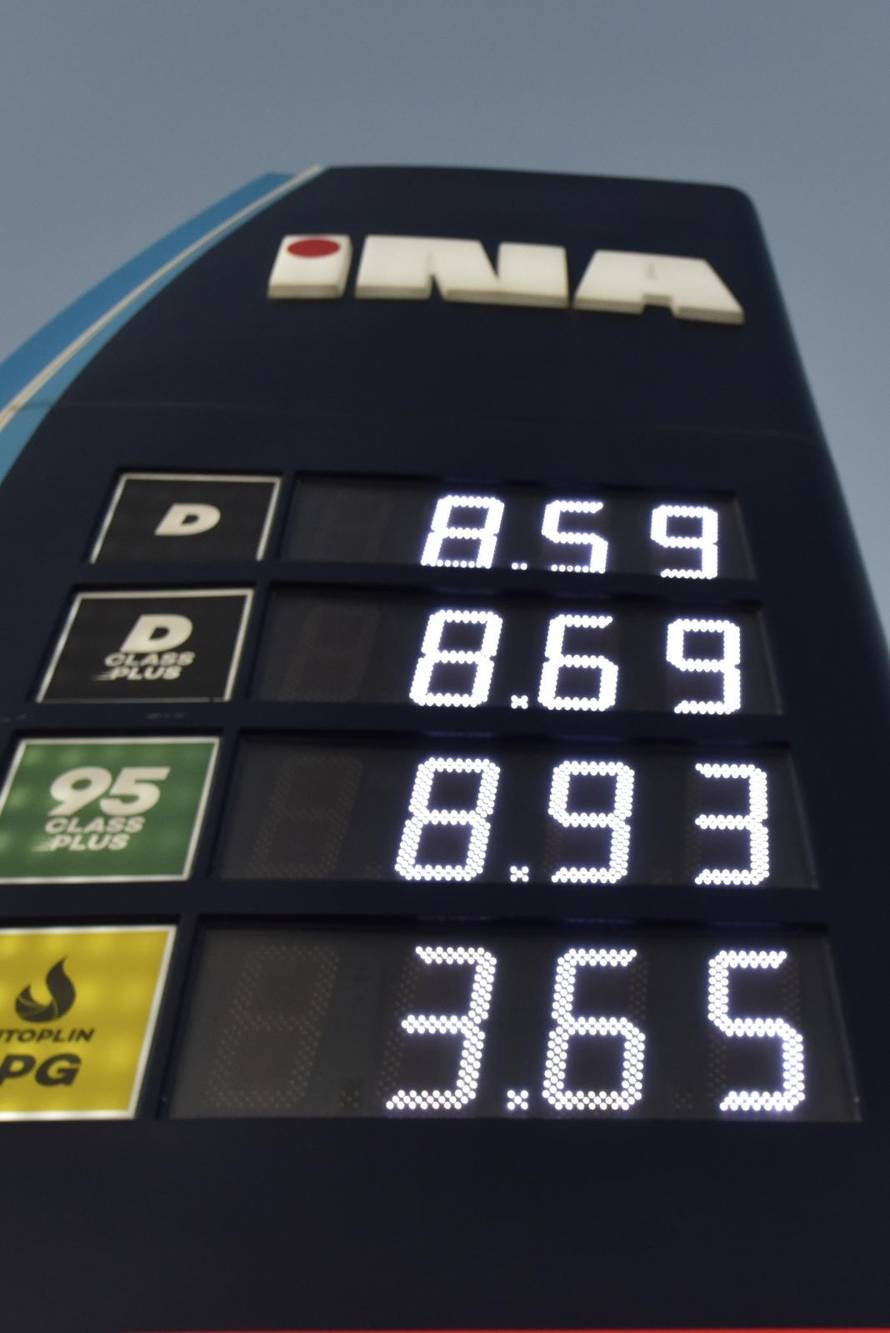 INA
D 8.59
D CLASS PLUS 8.69
95 CLASS PLUS 8.93
UTOPLIN
PG 3.65